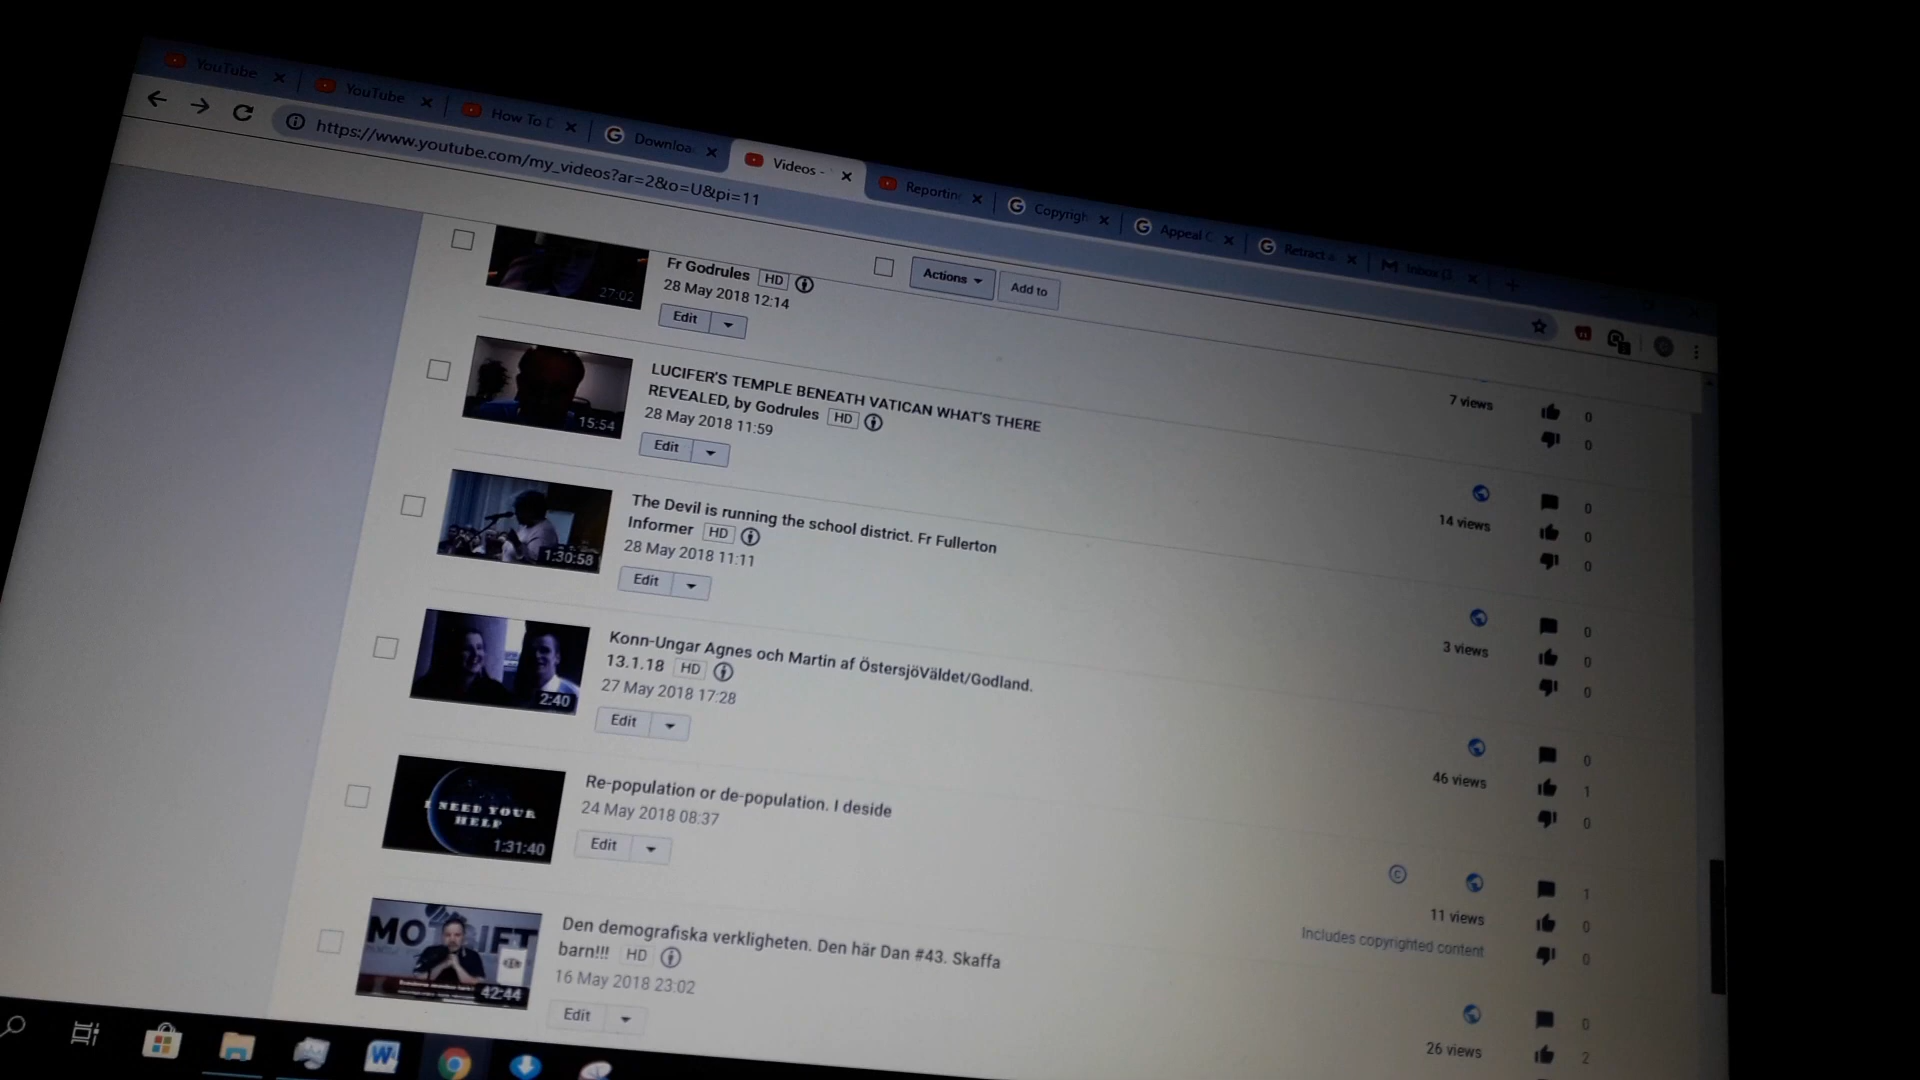 YouTube
YouTube
How To D
Downloa
Videos -
Reportin
Copyrigh
Appeal C
Retract a
Inbox (3
https://www.youtube.com/my_videos?ar=2&o=U&pi=11
Actions
Add to
27:02
Fr Godrules HD
28 May 2018 12:14
Edit
7 views
0
0
15:54
LUCIFER'S TEMPLE BENEATH VATICAN WHAT'S THERE
REVEALED, by Godrules HD
28 May 2018 11:59
Edit
14 views
0
0
0
1:30:58
The Devil is running the school district. Fr Fullerton
Informer HD
28 May 2018 11:11
Edit
3 views
0
0
0
2:40
Konn-Ungar Agnes och Martin af ÖstersjöVäldet/Godland.
13.1.18 HD
27 May 2018 17:28
Edit
46 views
0
1
0
I NEED YOUR
HELP
1:31:40
Re-population or de-population. I deside
24 May 2018 08:37
Edit
11 views
Includes copyrighted content
1
0
0
42:44
Den demografiska verkligheten. Den här Dan #43. Skaffa
barn!!! HD
16 May 2018 23:02
Edit
26 views
0
2